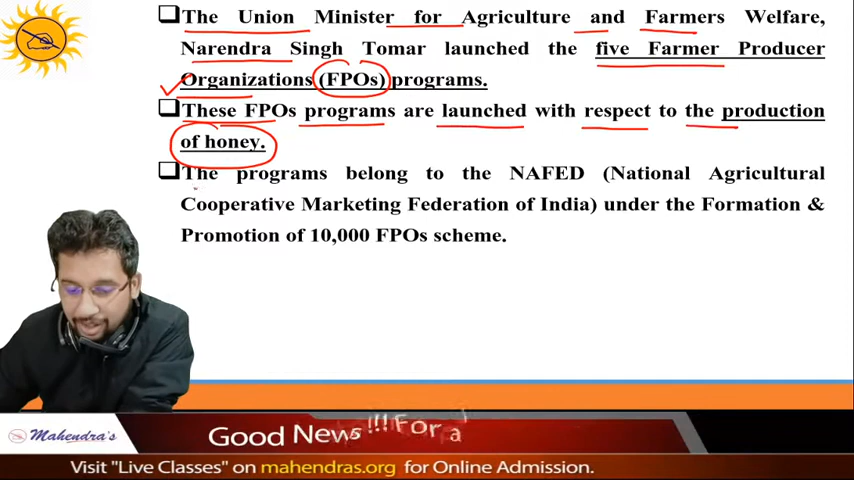 The Union Minister for Agriculture and Farmers Welfare,
Narendra Singh Tomar launched the five Farmer Producer
Organizations (FPOs) programs.
These FPOs programs are launched with respect to the production
of honey.
The programs belong to the NAFED (National Agricultural
Cooperative Marketing Federation of India) under the Formation &
Promotion of 10,000 FPOs scheme.
Mahendra's
Good News !!! For a
Visit "Live Classes" on mahendras.org for Online Admission.